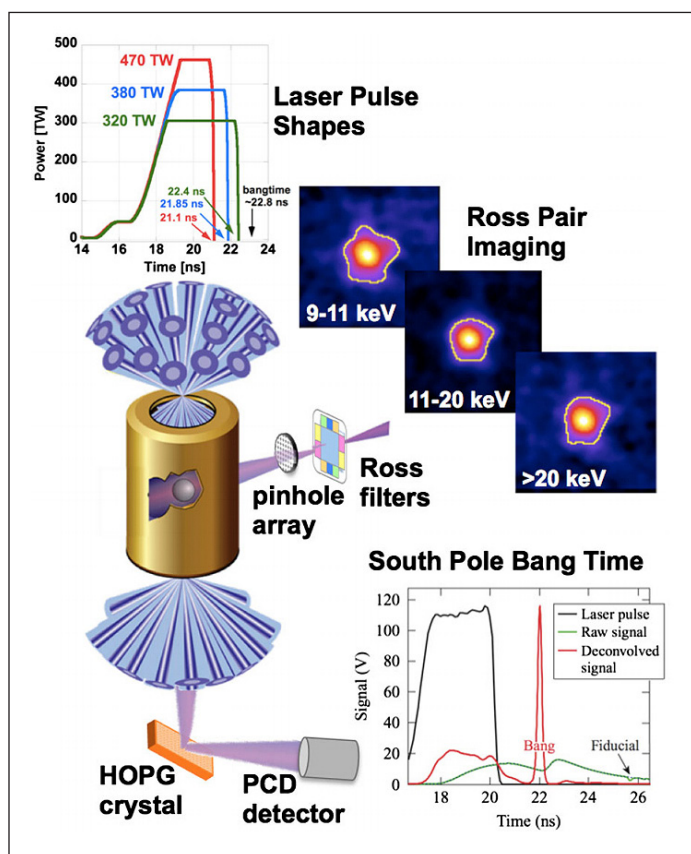 500
400
300
200
100
0
Power [TW]
470 TW
380 TW
320 TW
22.4 ns
21.85 ns
21.1 ns
bangtime
~22.8 ns
14 16 18 20 22 24
Time [ns]
Laser Pulse
Shapes
Ross Pair
Imaging
9-11 keV
11-20 keV
>20 keV
pinhole
array
Ross
filters
HOPG
crystal
PCD
detector
South Pole Bang Time
120
100
80
60
40
20
0
Signal (V)
Laser pulse
Raw signal
Deconvolved
signal
Bang
Fiducial
18 20 22 24 26
Time (ns)